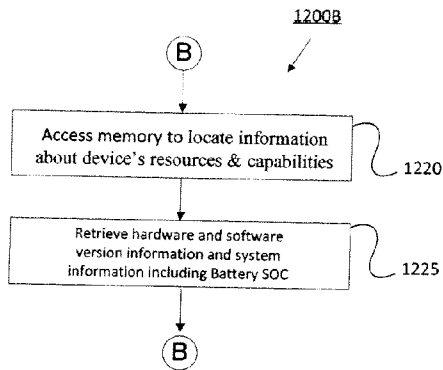 1200B
B
Access memory to locate information
about device's resources & capabilities
1220
Retrieve hardware and software
version information and system
information including Battery SOC
1225
B